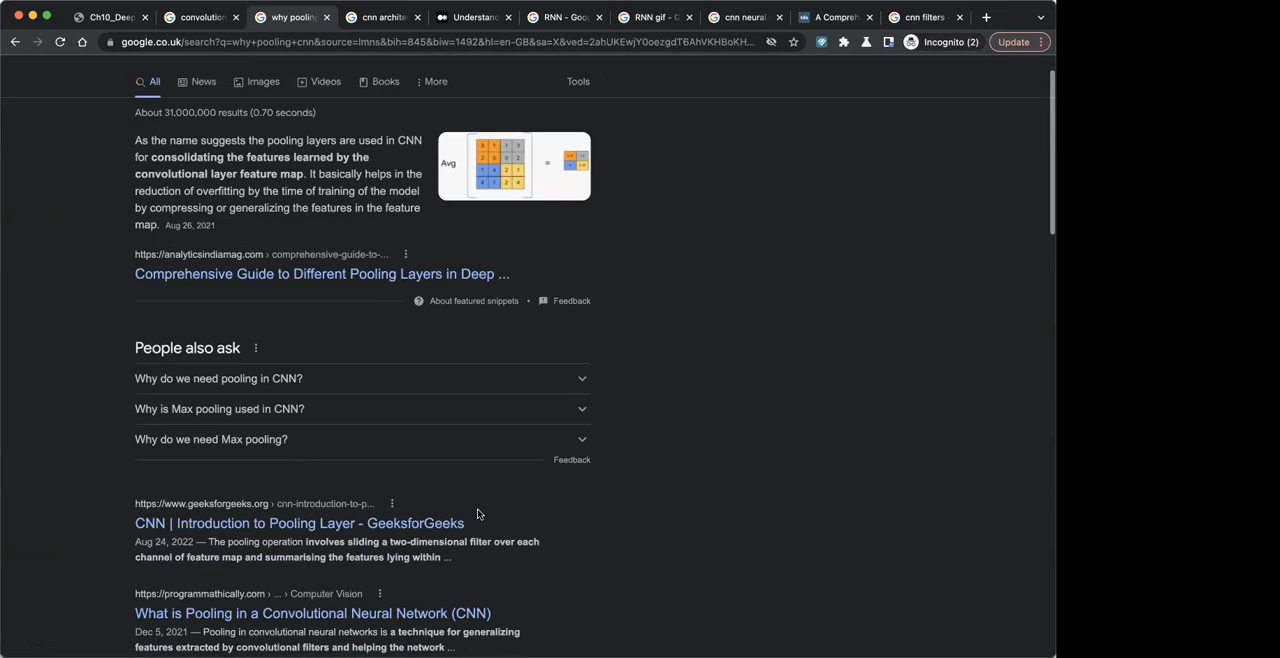 Ch10_Deep
convolution
why pooling
cnn archite
Understan
RNN - Goo
RNN gif - G
cnn neural
A Compreh
cnn filters -
google.co.uk/search?q=why+pooling+cnn&source=lmns&bih=845&biw=1492&hl=en-GB&sa=X&ved=2ahUKEwjY0oezgdT6AhVKHBoKH...
Incognito (2)
Update
All
News
Images
Videos
Books
More
Tools
About 31,000,000 results (0.70 seconds)
As the name suggests the pooling layers are used in CNN
for consolidating the features learned by the
convolutional layer feature map. It basically helps in the
reduction of overfitting by the time of training of the model
by compressing or generalizing the features in the feature
map. Aug 26, 2021
Avg
https://analyticsindiamag.com › comprehensive-guide-to-...
Comprehensive Guide to Different Pooling Layers in Deep ...
About featured snippets • Feedback
People also ask
Why do we need pooling in CNN?
Why is Max pooling used in CNN?
Why do we need Max pooling?
Feedback
https://www.geeksforgeeks.org › cnn-introduction-to-p...
CNN | Introduction to Pooling Layer - GeeksforGeeks
Aug 24, 2022 — The pooling operation involves sliding a two-dimensional filter over each
channel of feature map and summarising the features lying within ...
https://programmathically.com › ... › Computer Vision
What is Pooling in a Convolutional Neural Network (CNN)
Dec 5, 2021 — Pooling in convolutional neural networks is a technique for generalizing
features extracted by convolutional filters and helping the network ...